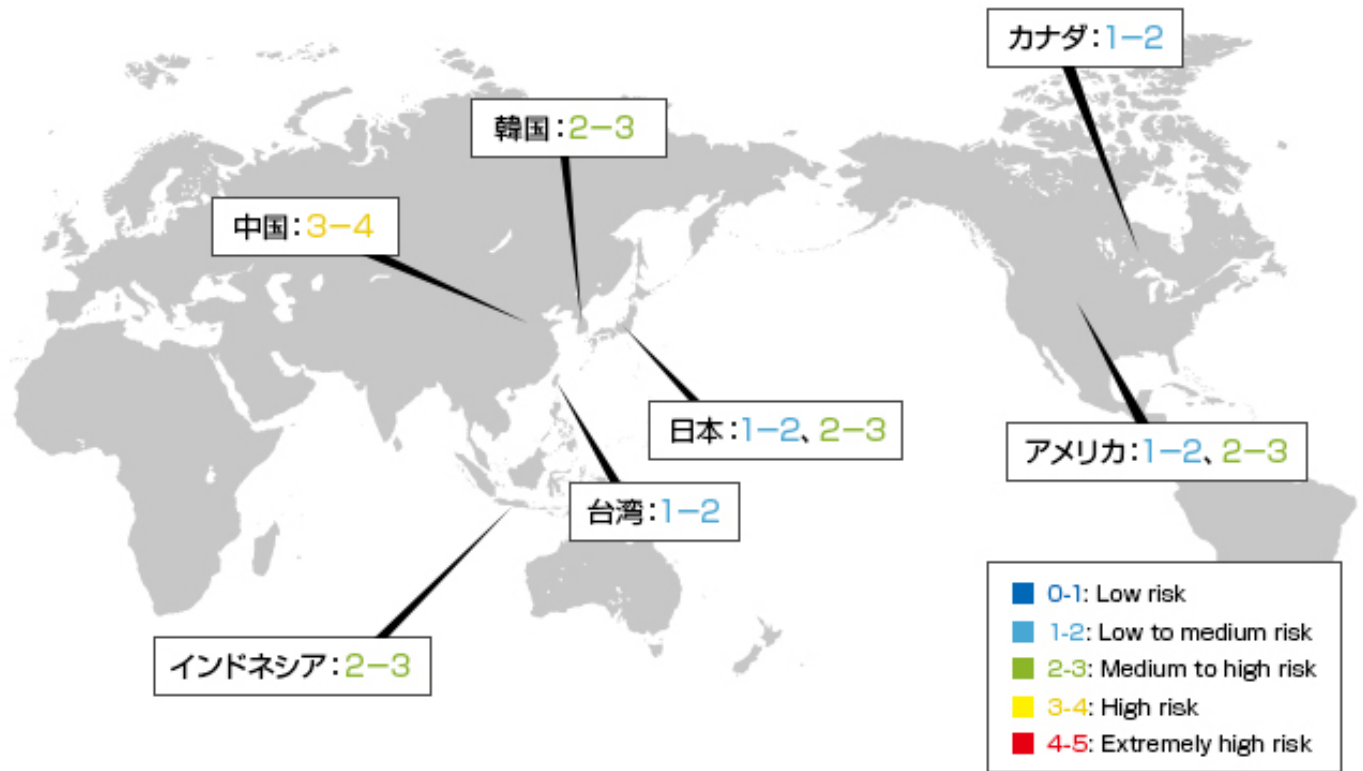 カナダ：1－2
韓国：2－3
中国：3－4
日本：1－2、2－3
アメリカ：1－2、2－3
台湾：1－2
インドネシア：2－3
0-1: Low risk
1-2: Low to medium risk
2-3: Medium to high risk
3-4: High risk
4-5: Extremely high risk